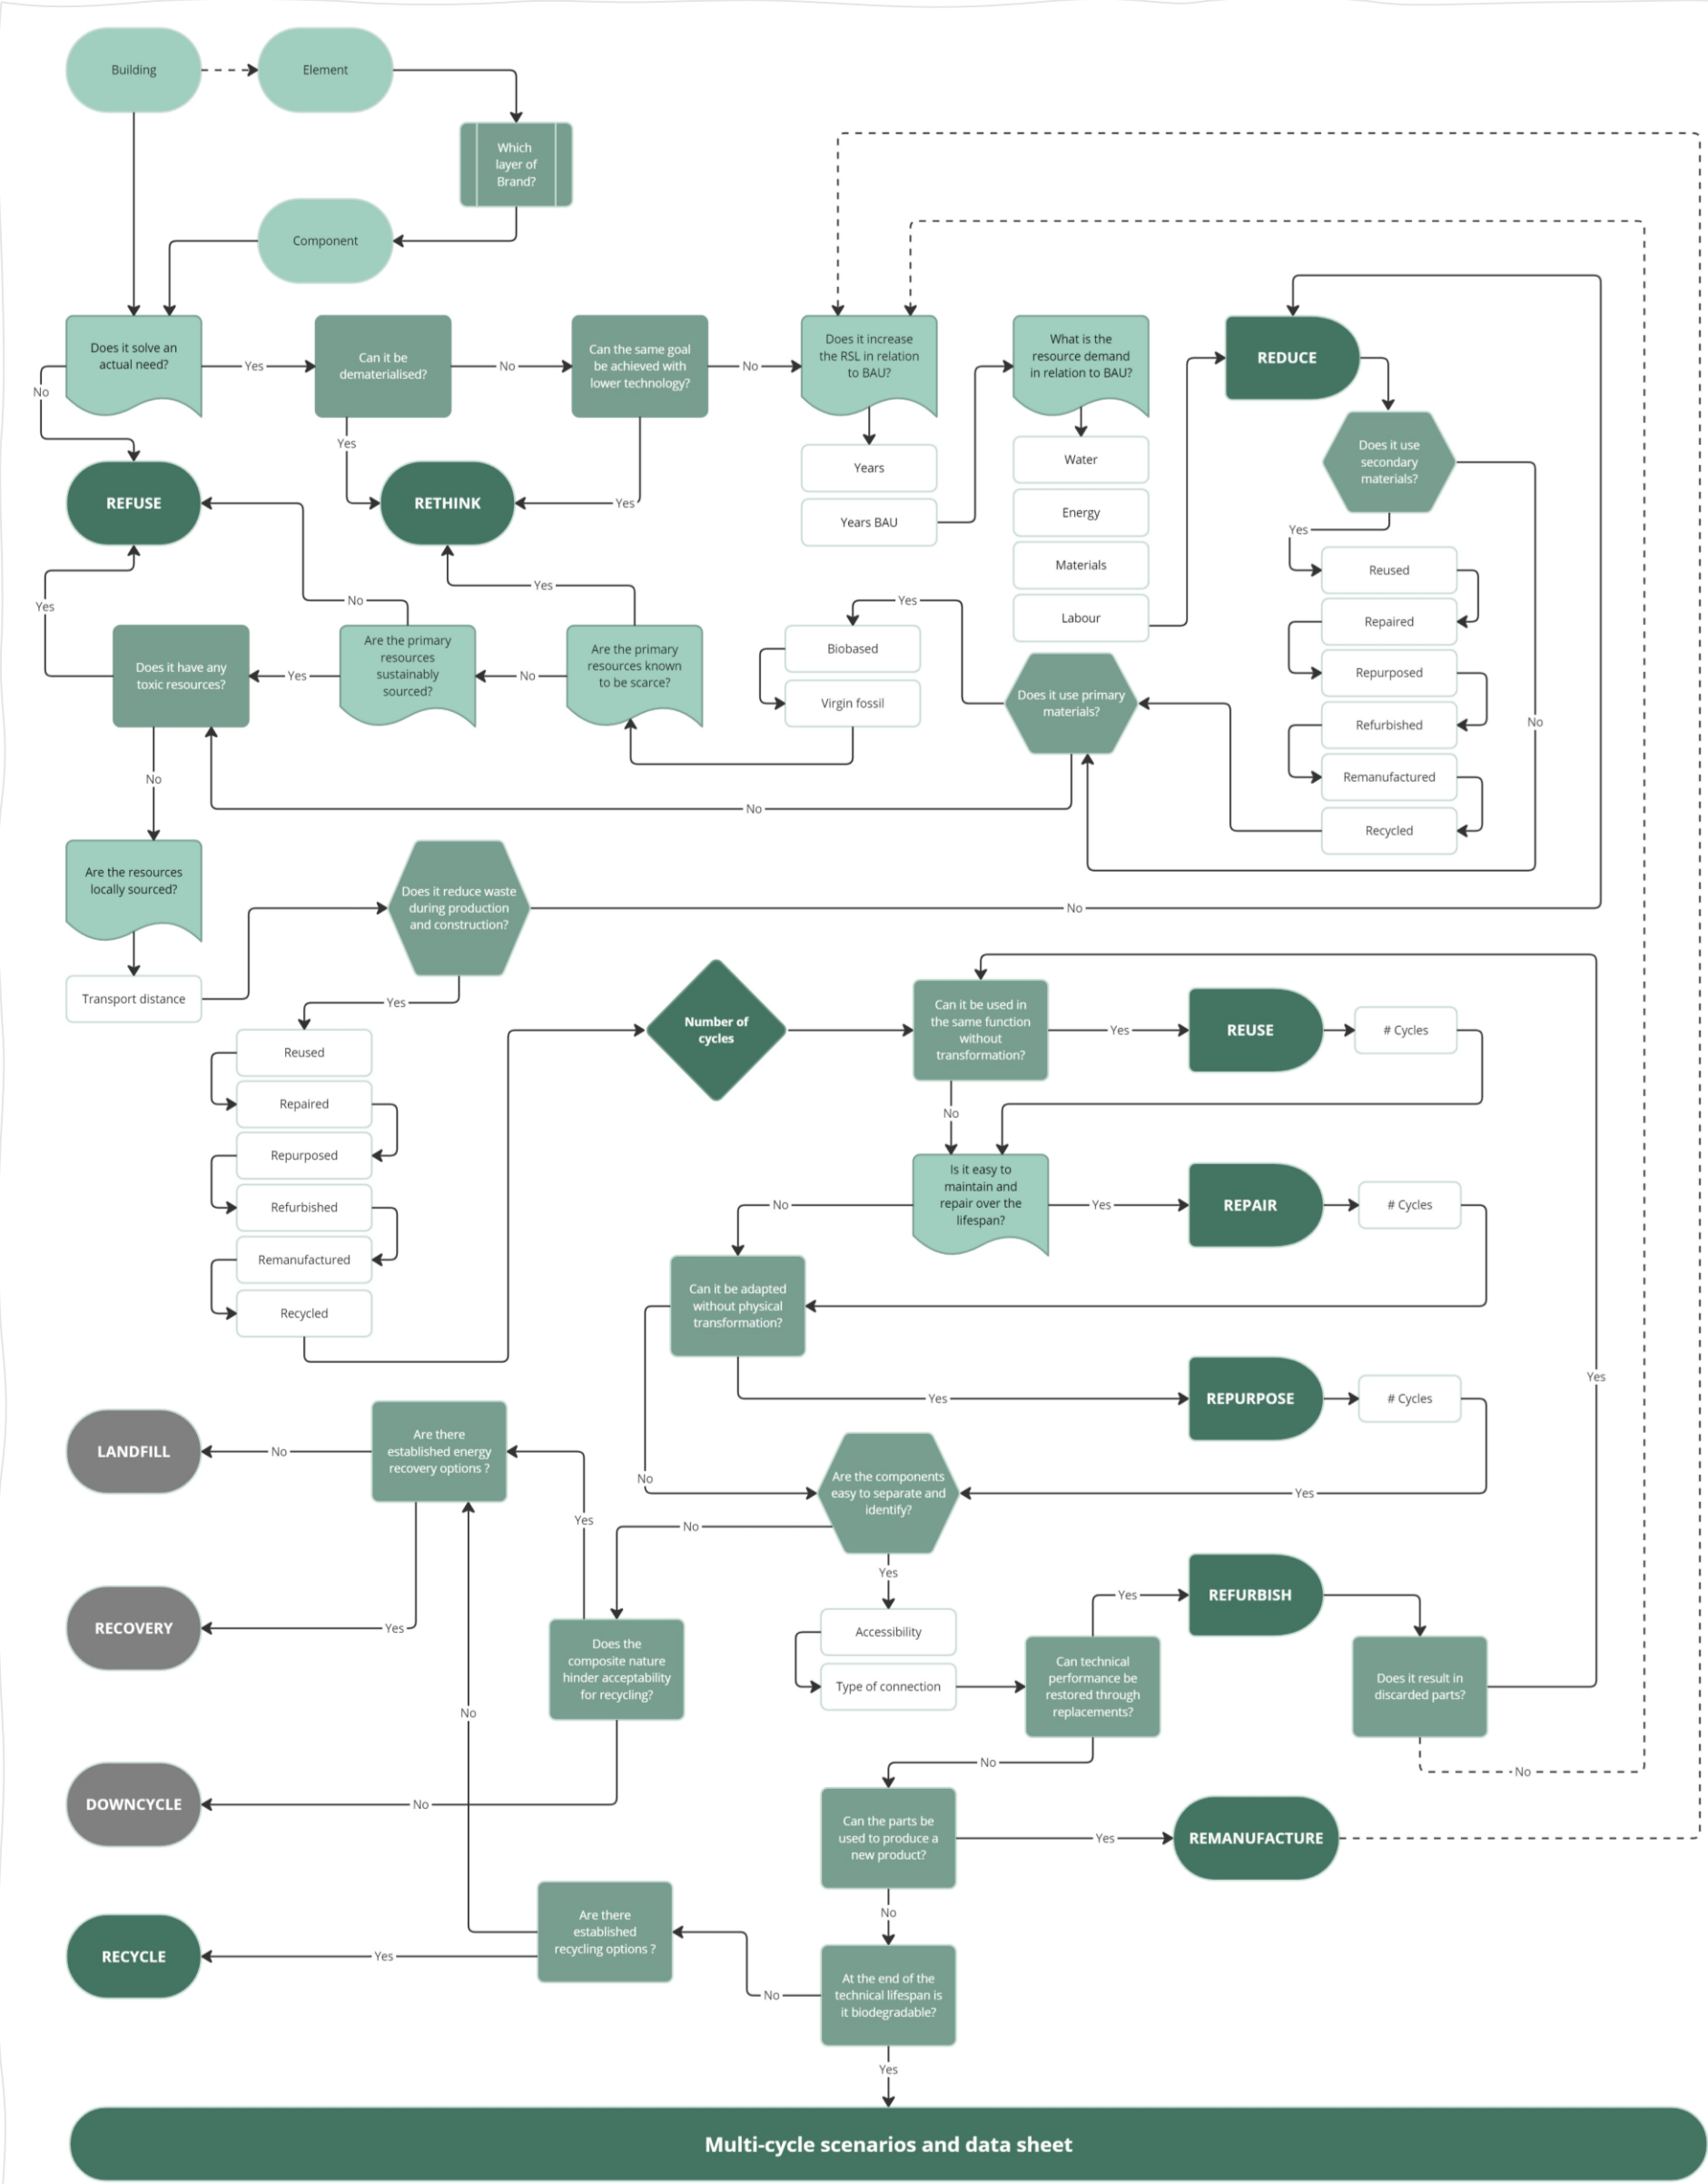 Building
Element
Which
layer of
Brand?
Component
Does it solve an
actual need?
Yes
Can it be
dematerialised?
No
Can the same goal
be achieved with
lower technology?
No
Does it increase
the RSL in relation
to BAU?
What is the
resource demand
in relation to BAU?
REDUCE
No
Yes
Yes
Years
Years BAU
Water
Energy
Materials
Labour
Does it use
secondary
materials?
Yes
No
REFUSE
RETHINK
Reused
Repaired
Repurposed
Refurbished
Remanufactured
Recycled
Yes
No
Yes
Yes
Does it have any
toxic resources?
Yes
Are the primary
resources
sustainably
sourced?
No
Are the primary
resources known
to be scarce?
Biobased
Virgin fossil
Does it use primary
materials?
No
No
Are the resources
locally sourced?
Transport distance
Does it reduce waste
during production
and construction?
No
Yes
Reused
Repaired
Repurposed
Refurbished
Remanufactured
Recycled
Number of
cycles
Can it be used in
the same function
without
transformation?
Yes
REUSE
# Cycles
No
Is it easy to
maintain and
repair over the
lifespan?
Yes
REPAIR
# Cycles
No
Can it be adapted
without physical
transformation?
Yes
REPURPOSE
# Cycles
Yes
No
Are the components
easy to separate and
identify?
Yes
LANDFILL
No
Are there
established energy
recovery options ?
Yes
No
Yes
RECOVERY
Yes
Does the
composite nature
hinder acceptability
for recycling?
Accessibility
Type of connection
Can technical
performance be
restored through
replacements?
Yes
REFURBISH
Does it result in
discarded parts?
No
No
No
DOWNCYCLE
No
Can the parts be
used to produce a
new product?
Yes
REMANUFACTURE
No
RECYCLE
Yes
Are there
established
recycling options ?
No
At the end of the
technical lifespan is
it biodegradable?
Yes
Multi-cycle scenarios and data sheet